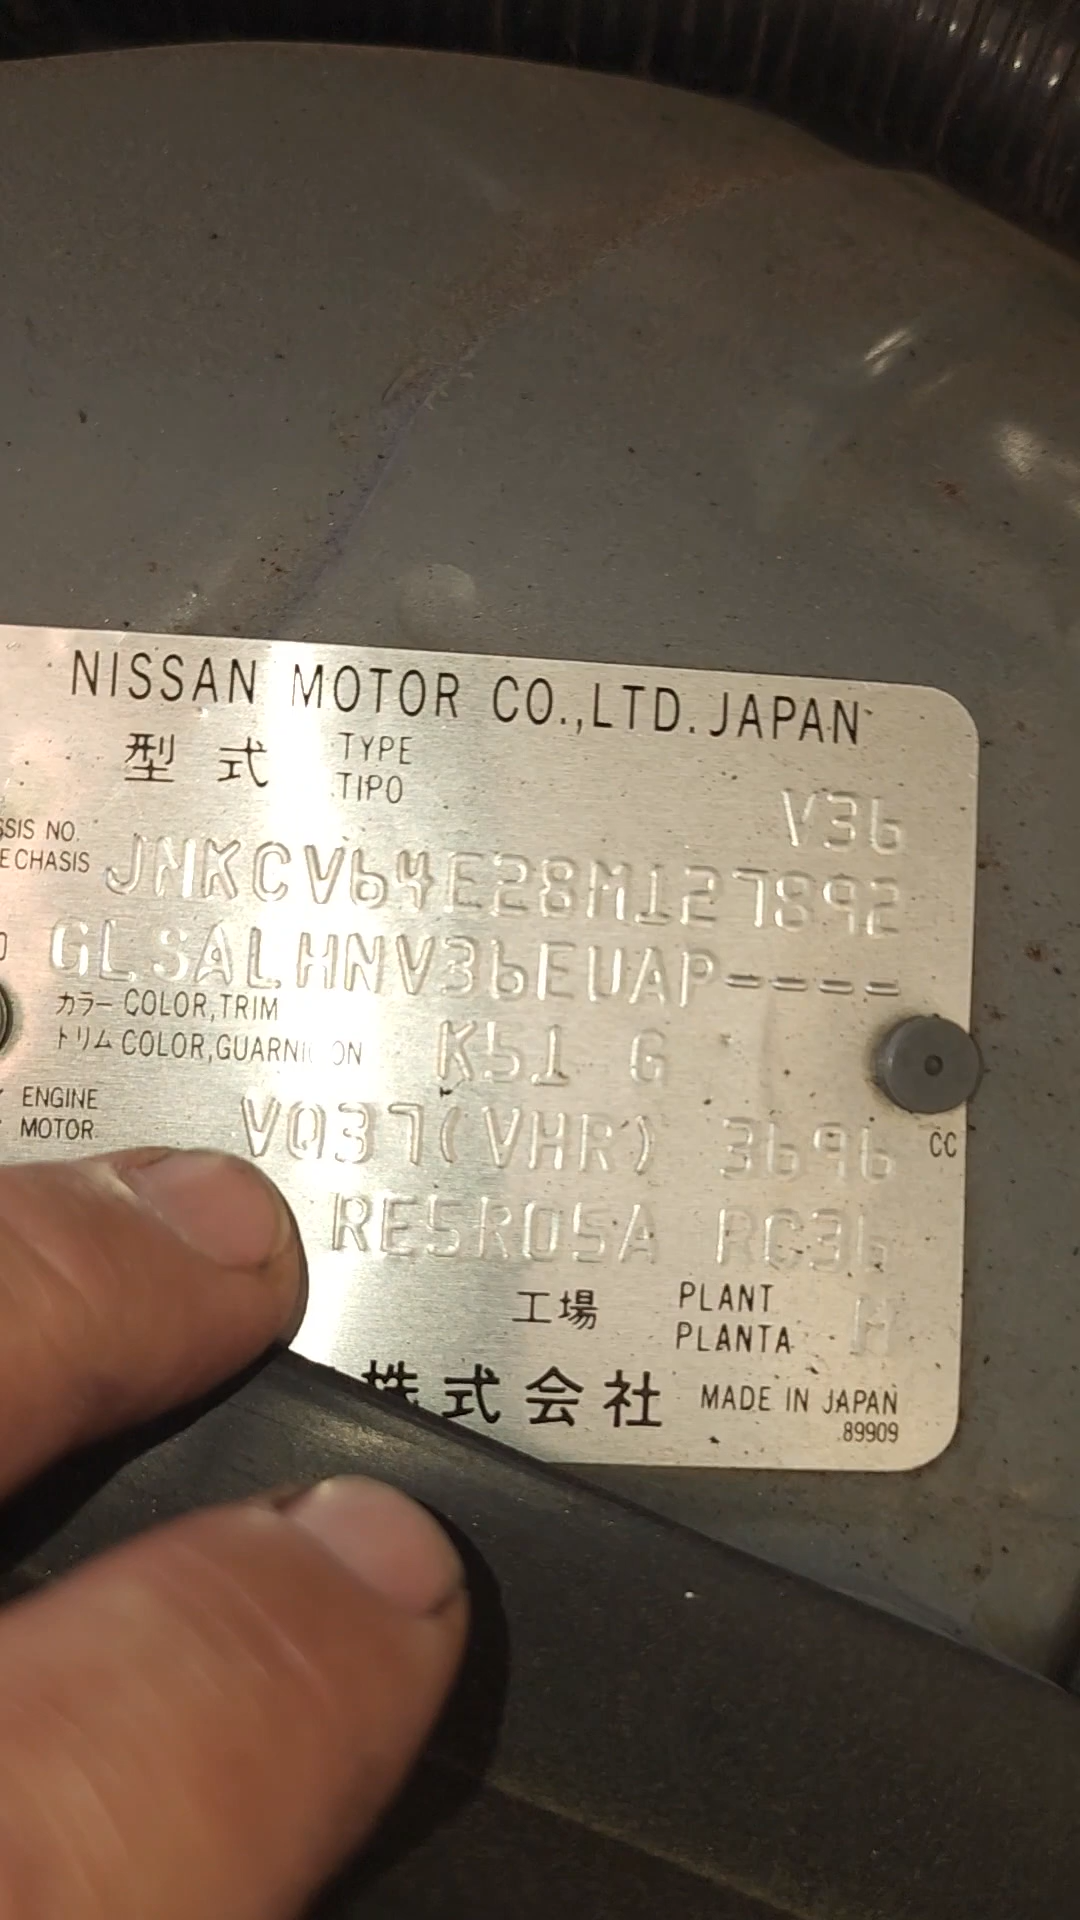 NISSAN MOTOR CO.,LTD.JAPAN
型 式 TYPE
TIPO
V36
SSIS NO.
E CHASIS JNKCV64E28M127892
GLSALHNV36EUAP----
カラー COLOR,TRIM
トリム COLOR,GUARNI ON K51 G
ENGINE
MOTOR VQ37(VHR) 3696 CC
RE5R05A RC36
工場 PLANT
PLANTA H
株式会社 MADE IN JAPAN
89909